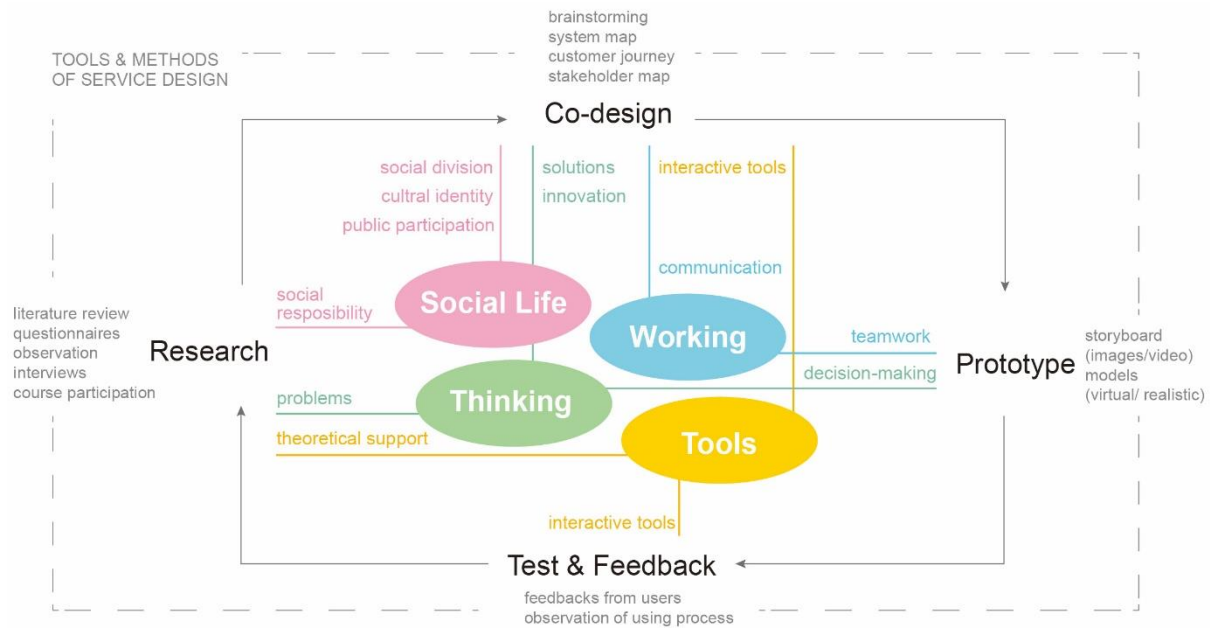 brainstorming
system map
customer journey
stakeholder map
TOOLS & METHODS
OF SERVICE DESIGN
Co-design
social division
cultral identity
public participation
solutions
innovation
interactive tools
communication
Social Life
Working
social
resposibility
literature review
questionnaires
observation
interviews
course participation
Research
teamwork
decision-making
Prototype
storyboard
(images/video)
models
(virtual/ realistic)
Thinking
problems
theoretical support
Tools
interactive tools
Test & Feedback
feedbacks from users
observation of using process